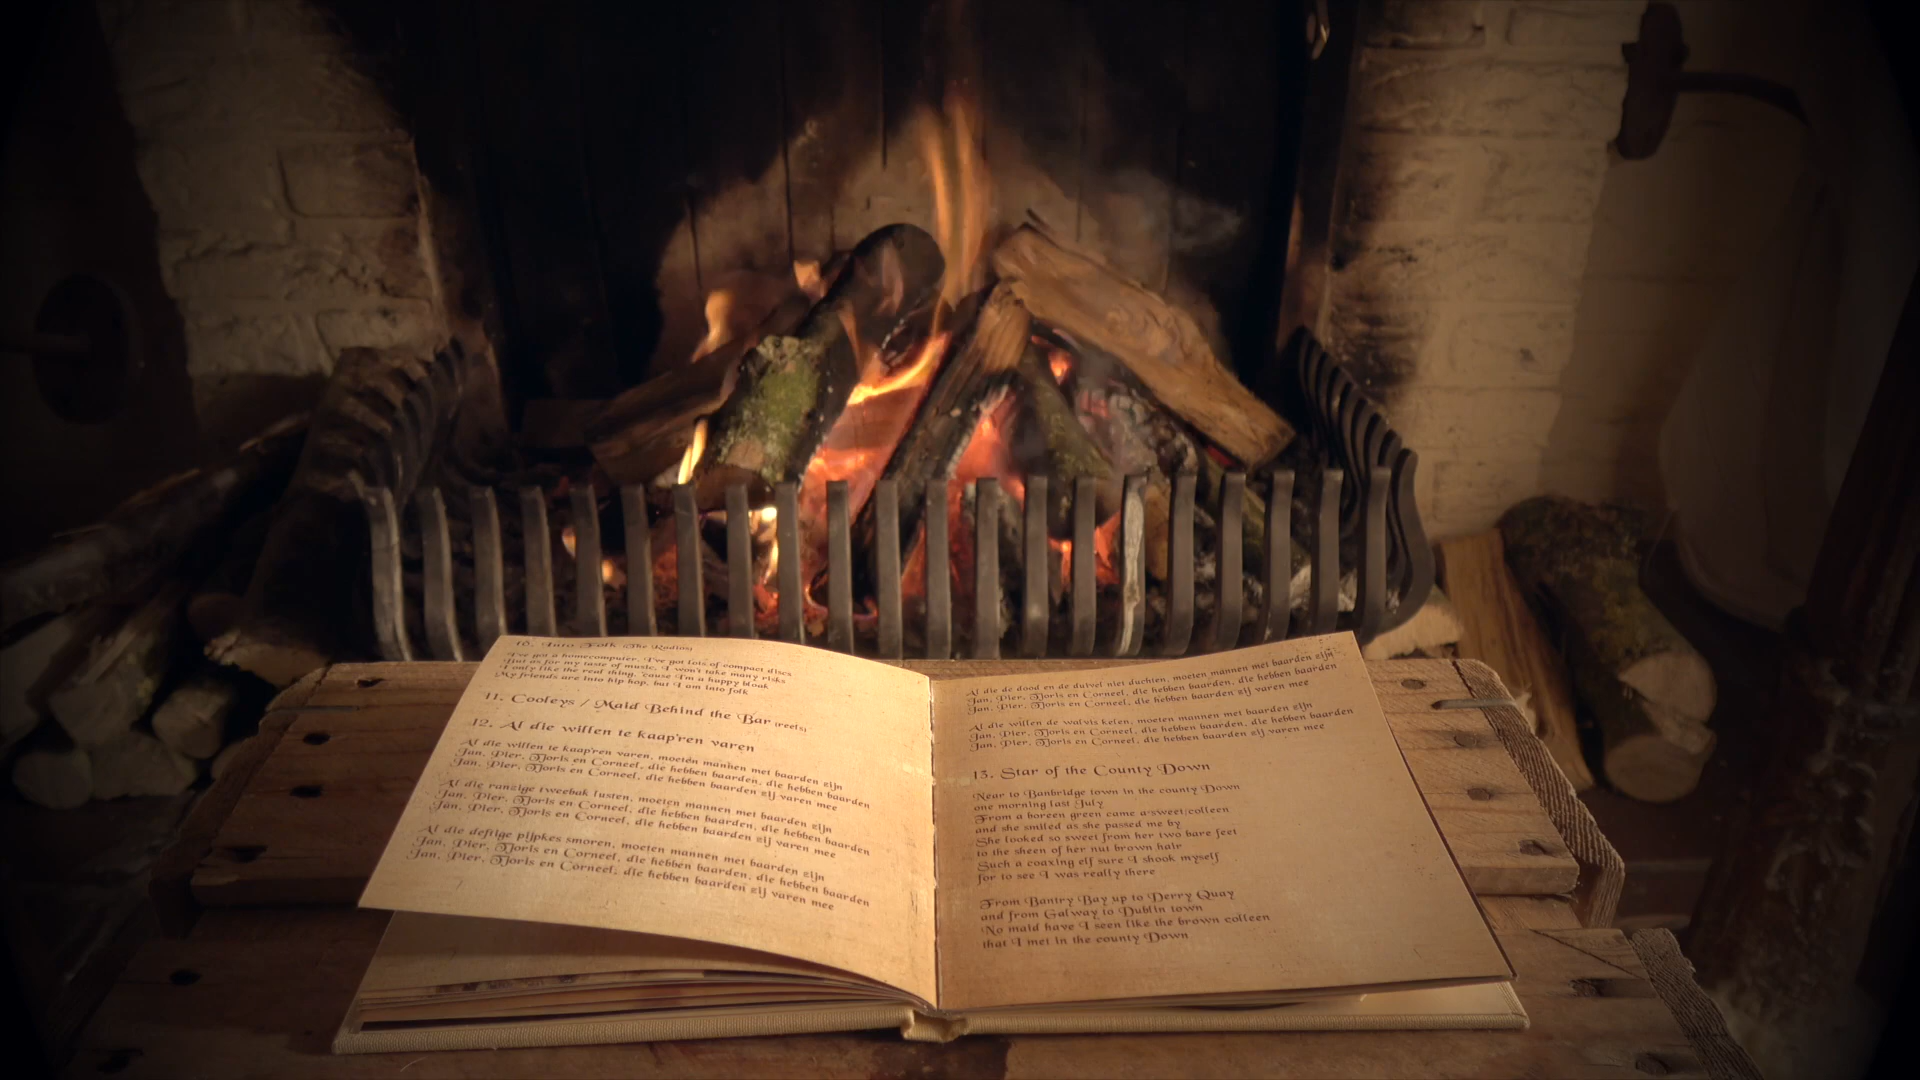 10. Into Folk (The Radios)
I've got a homecomputer, I've got lots of compact discs
But as for my taste of music, I won't take many risks
I only like the real thing, 'cause I'm a happy bloak
My friends are into hip hop, but I am into folk
11. Cooleys / Maid Behind the Bar (reels)
12. Al die willen te kaap'ren varen
Al die willen te kaap'ren varen, moeten mannen met baarden zijn
Jan, Pier, Tjoris en Corneel, die hebben baarden, die hebben baarden
Jan, Pier, Tjoris en Corneel, die hebben baarden zij varen mee
Al die ranzige tweebak lusten, moeten mannen met baarden zijn
Jan, Pier, Tjoris en Corneel, die hebben baarden, die hebben baarden
Jan, Pier, Tjoris en Corneel, die hebben baarden zij varen mee
Al die deftige pijpkes smoren, moeten mannen met baarden zijn
Jan, Pier, Tjoris en Corneel, die hebben baarden, die hebben baarden
Jan, Pier, Tjoris en Corneel, die hebben baarden zij varen mee
Al die de dood en de duivel niet duchten, moeten mannen met baarden zijn
Jan, Pier, Tjoris en Corneel, die hebben baarden, die hebben baarden
Jan, Pier, Tjoris en Corneel, die hebben baarden zij varen mee
Al die willen de walvis kelen, moeten mannen met baarden zijn
Jan, Pier, Tjoris en Corneel, die hebben baarden, die hebben baarden
Jan, Pier, Tjoris en Corneel, die hebben baarden zij varen mee
13. Star of the County Down
Near to Banbridge town in the county Down
one morning last July
From a boreen green came a sweet colleen
and she smiled as she passed me by
She looked so sweet from her two bare feet
to the sheen of her nut brown hair
Such a coaxing elf sure I shook myself
for to see I was really there
From Bantry Bay up to Derry Quay
and from Galway to Dublin town
No maid have I seen like the brown colleen
that I met in the county Down